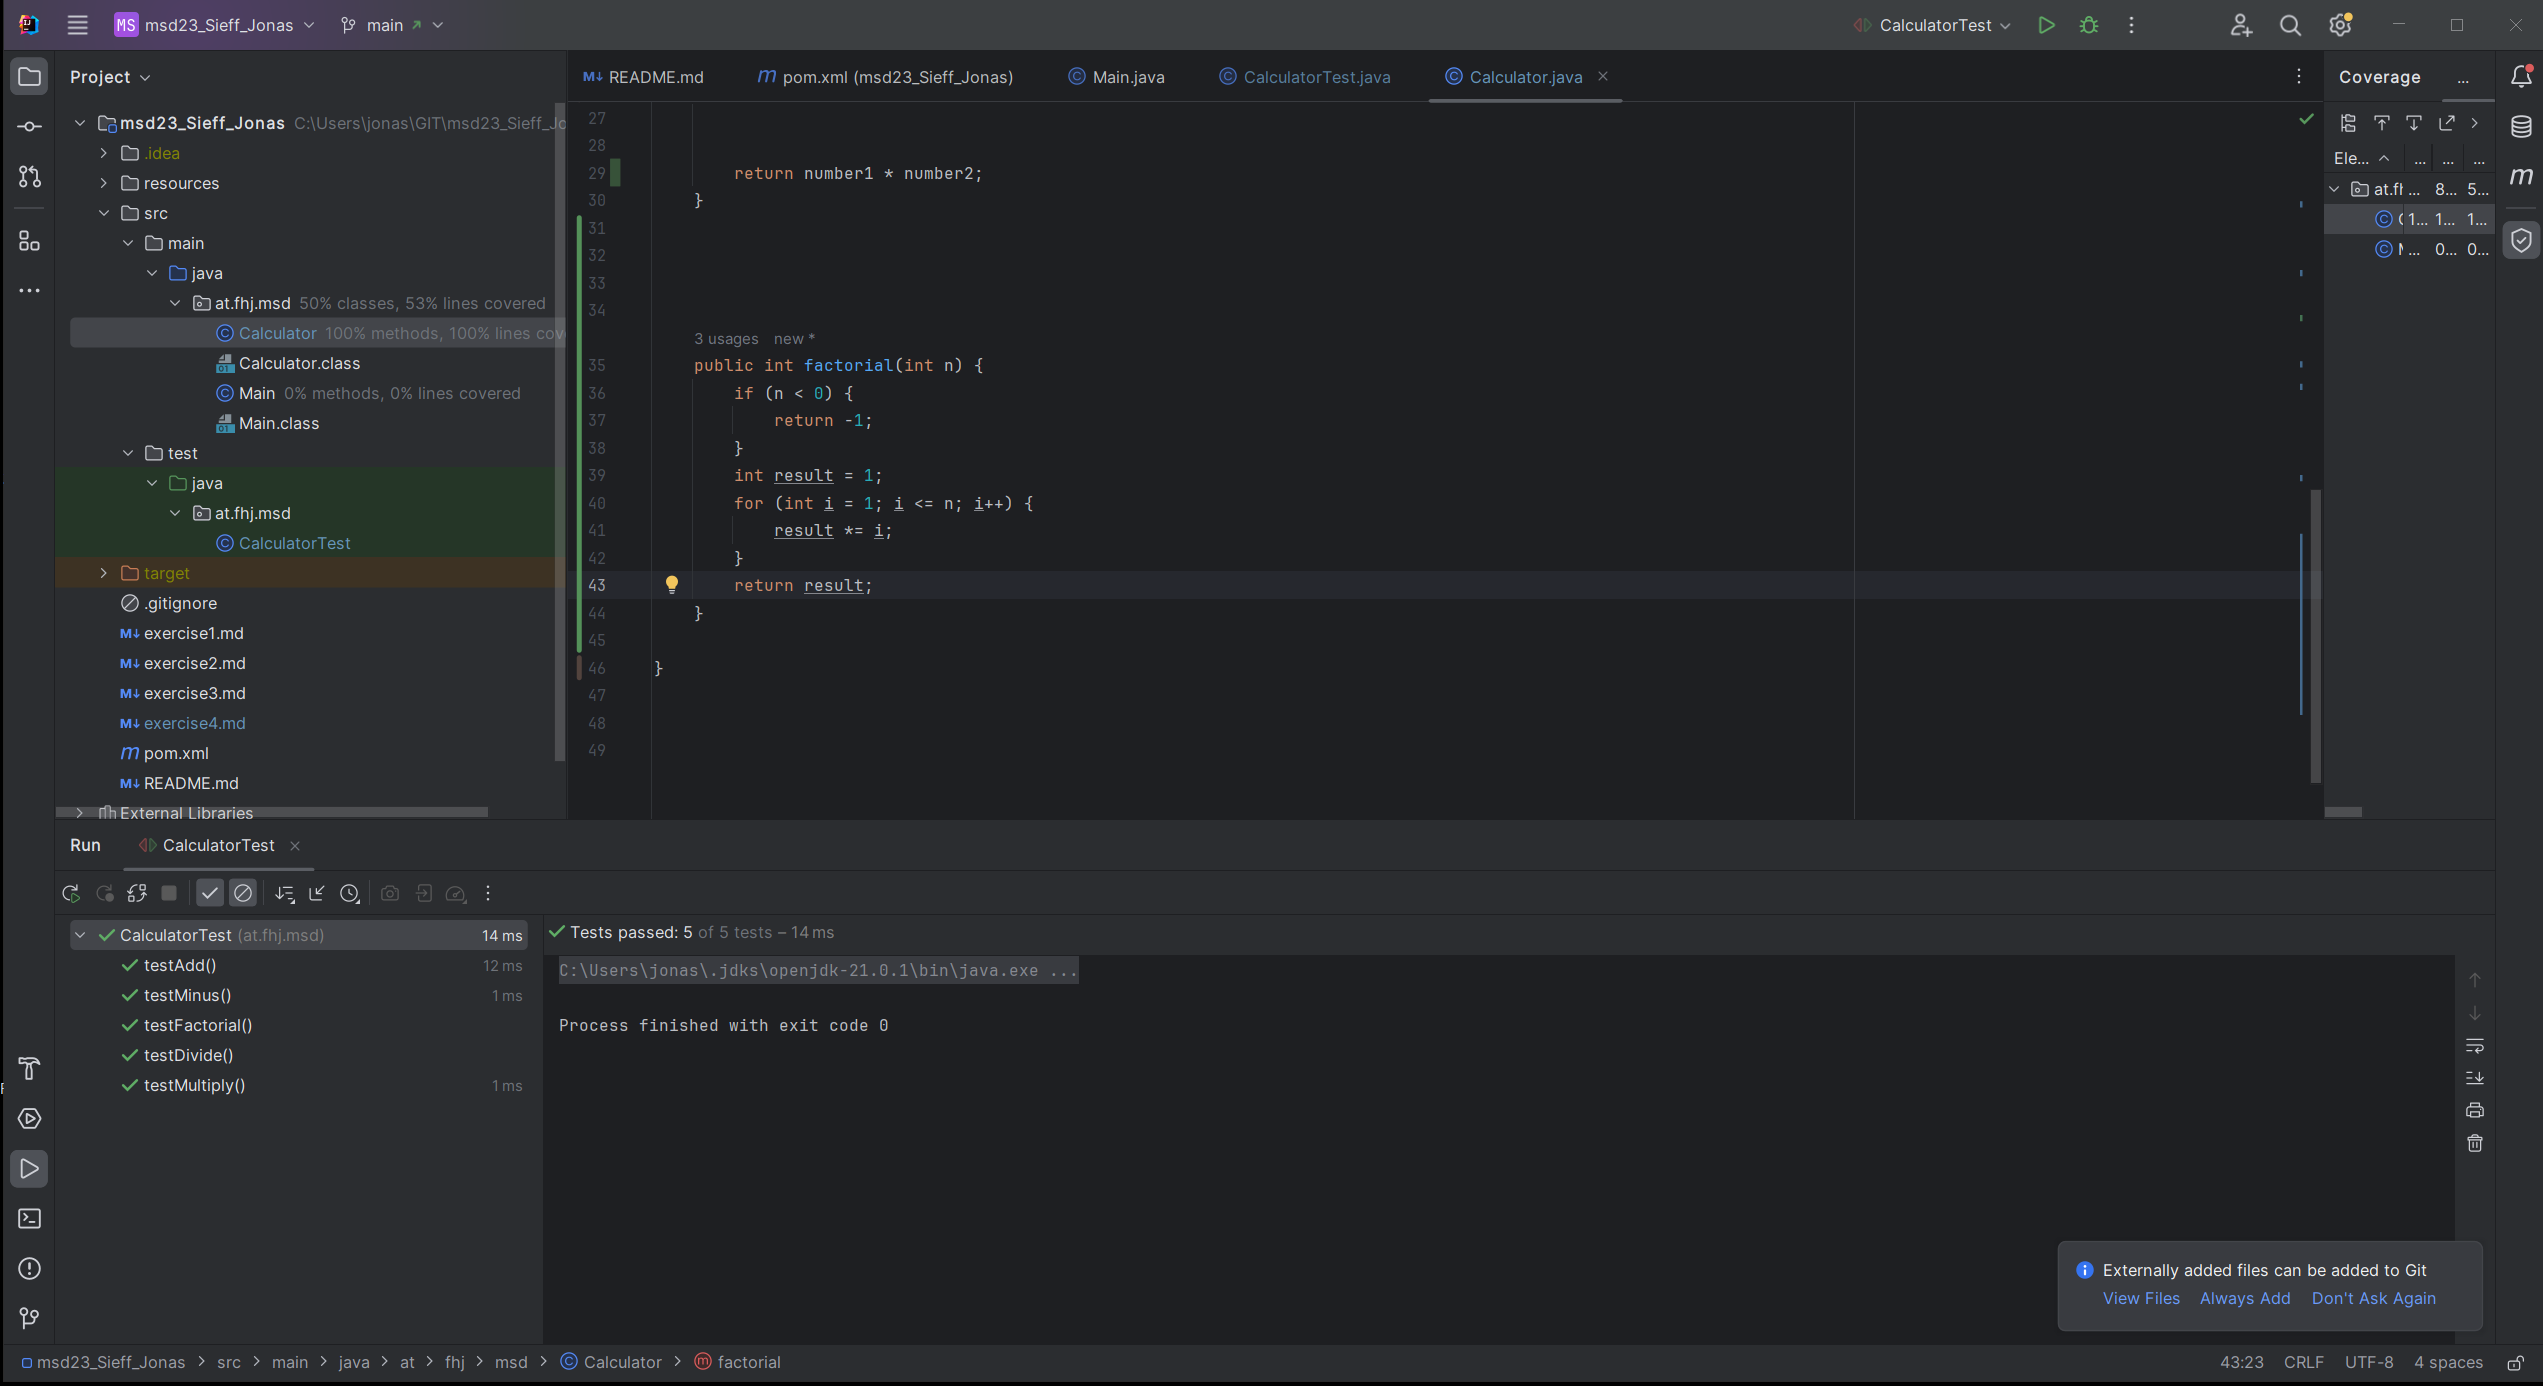 MS msd23_Sieff_Jonas main CalculatorTest
Project
README.md pom.xml (msd23_Sieff_Jonas) Main.java CalculatorTest.java Calculator.java
Coverage ...
msd23_Sieff_Jonas C:\Users\jonas\GIT\msd23_Sieff_Jo
.idea
resources
src
main
java
at.fhj.msd 50% classes, 53% lines covered
Calculator 100% methods, 100% lines cov
Calculator.class
Main 0% methods, 0% lines covered
Main.class
test
java
at.fhj.msd
CalculatorTest
target
.gitignore
exercise1.md
exercise2.md
exercise3.md
exercise4.md
pom.xml
README.md
External Libraries
27
28
29 return number1 * number2;
30 }
31
32
33
34
3 usages new *
35 public int factorial(int n) {
36 if (n < 0) {
37 return -1;
38 }
39 int result = 1;
40 for (int i = 1; i <= n; i++) {
41 result *= i;
42 }
43 return result;
44 }
45
46 }
47
48
49
Ele... ... ... ...
at.fh ... 8... 5...
1... 1... 1...
... 0... 0...
Run CalculatorTest
CalculatorTest (at.fhj.msd) 14 ms
testAdd() 12 ms
testMinus() 1 ms
testFactorial()
testDivide()
testMultiply() 1 ms
Tests passed: 5 of 5 tests – 14 ms
C:\Users\jonas\.jdks\openjdk-21.0.1\bin\java.exe ...
Process finished with exit code 0
Externally added files can be added to Git
View Files Always Add Don't Ask Again
msd23_Sieff_Jonas > src > main > java > at > fhj > msd > Calculator > factorial
43:23 CRLF UTF-8 4 spaces